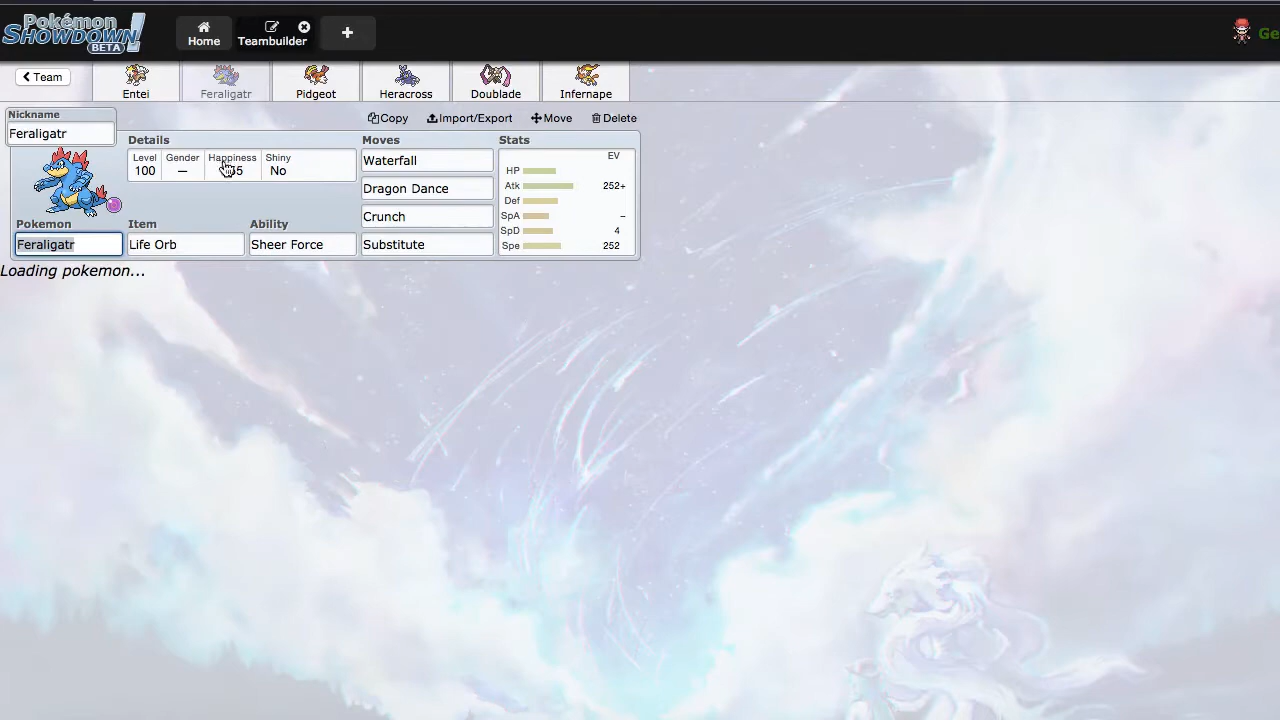 Pokémon
SHOWDOWN!
BETA
Home
Teambuilder
+
Ge
Team
Entei
Feraligatr
Pidgeot
Heracross
Doublade
Infernape
Nickname
Feraligatr
Copy
Import/Export
Move
Delete
Details
Level
Gender
Happiness
Shiny
100
—
No
Pokemon
Feraligatr
Item
Life Orb
Ability
Sheer Force
Moves
Waterfall
Dragon Dance
Crunch
Substitute
Stats
EV
HP
Atk 252+
Def
SpA –
SpD 4
Spe 252
Loading pokemon...